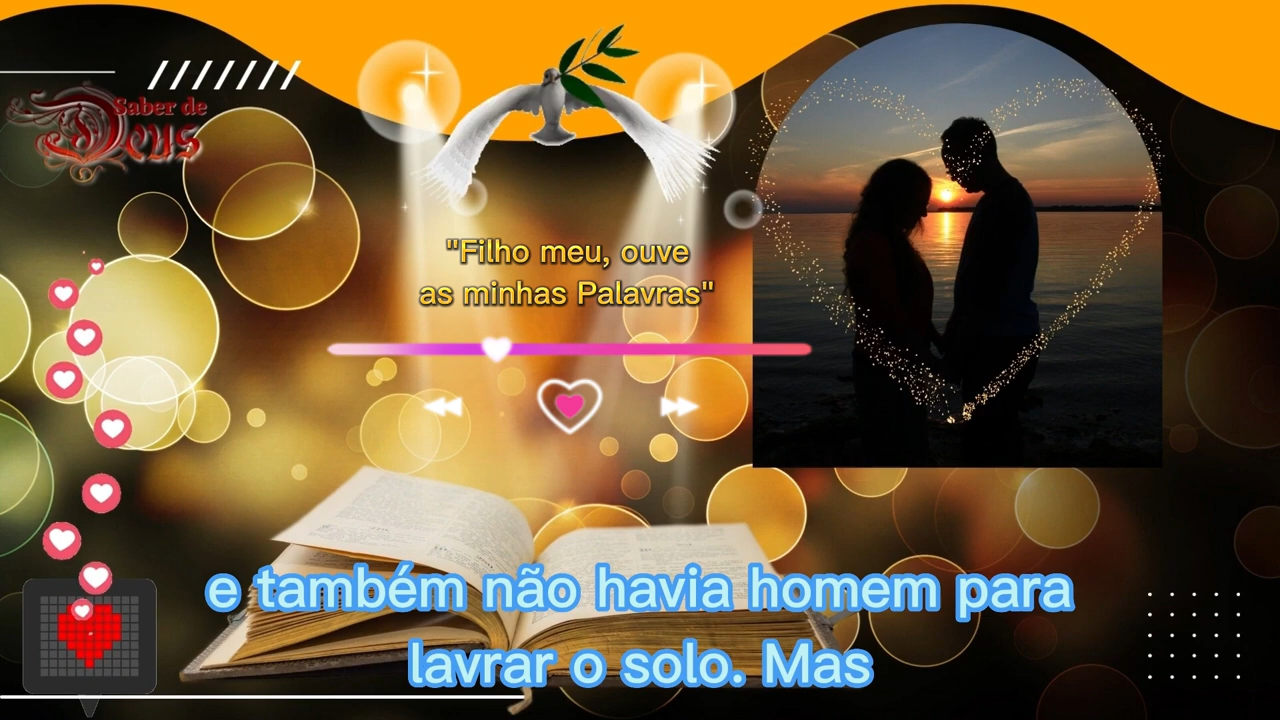 Saber de
Deus
"Filho meu, ouve
as minhas Palavras"
e também não havia homem para
lavrar o solo. Mas